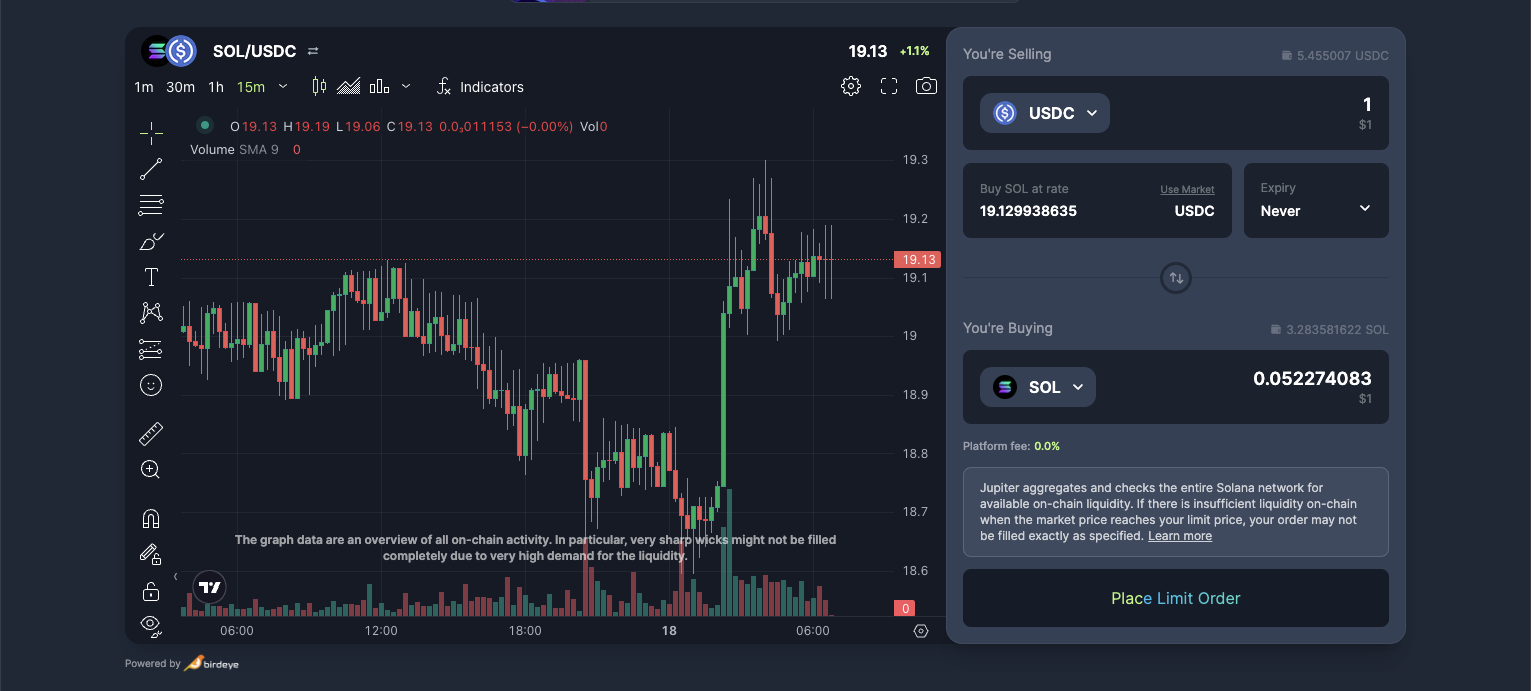 SOL/USDC
19.13 +1.1%
1m 30m 1h 15m Indicators
O19.13 H19.19 L19.06 C19.13 0.0₃011153 (−0.00%) Vol0
Volume SMA 9 0
19.3
19.2
19.13
19.1
19
18.9
18.8
18.7
18.6
0
The graph data are an overview of all on-chain activity. In particular, very sharp wicks might not be filled
completely due to very high demand for the liquidity.
06:00 12:00 18:00 18 06:00
Powered by birdeye
You're Selling 5.455007 USDC
USDC 1
$1
Buy SOL at rate Use Market
19.129938635 USDC
Expiry
Never
You're Buying 3.283581622 SOL
SOL 0.052274083
$1
Platform fee: 0.0%
Jupiter aggregates and checks the entire Solana network for
available on-chain liquidity. If there is insufficient liquidity on-chain
when the market price reaches your limit price, your order may not
be filled exactly as specified. Learn more
Place Limit Order